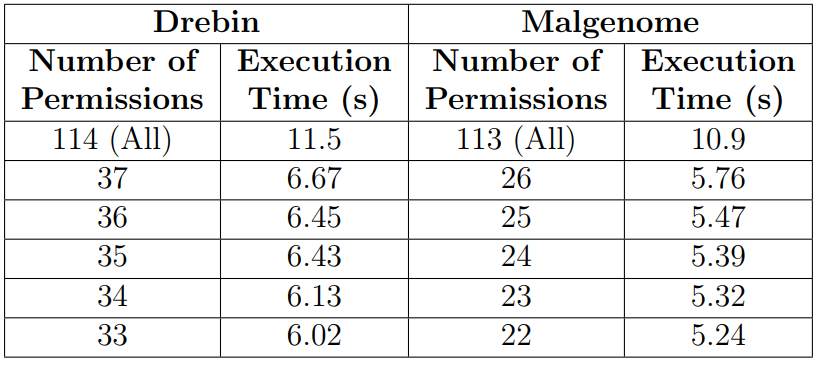 Drebin Malgenome
Number of Permissions Execution Time (s) Number of Permissions Execution Time (s)
114 (All) 11.5 113 (All) 10.9
37 6.67 26 5.76
36 6.45 25 5.47
35 6.43 24 5.39
34 6.13 23 5.32
33 6.02 22 5.24